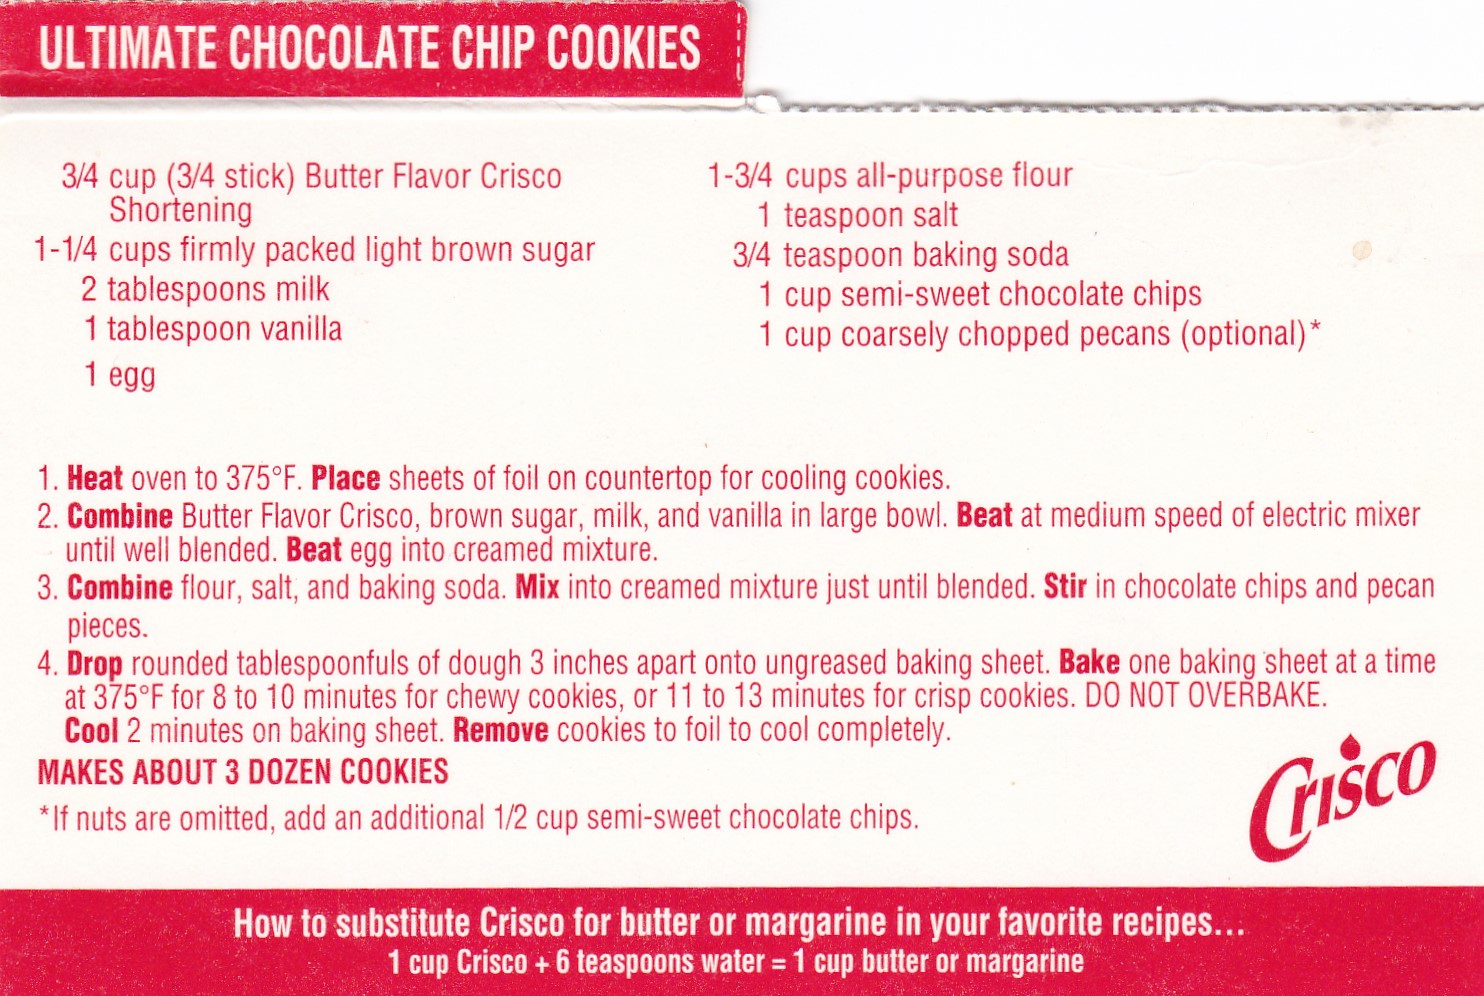 ULTIMATE CHOCOLATE CHIP COOKIES
3/4 cup (3/4 stick) Butter Flavor Crisco
Shortening
1-1/4 cups firmly packed light brown sugar
2 tablespoons milk
1 tablespoon vanilla
1 egg
1-3/4 cups all-purpose flour
1 teaspoon salt
3/4 teaspoon baking soda
1 cup semi-sweet chocolate chips
1 cup coarsely chopped pecans (optional)*
1. Heat oven to 375°F. Place sheets of foil on countertop for cooling cookies.
2. Combine Butter Flavor Crisco, brown sugar, milk, and vanilla in large bowl. Beat at medium speed of electric mixer
until well blended. Beat egg into creamed mixture.
3. Combine flour, salt, and baking soda. Mix into creamed mixture just until blended. Stir in chocolate chips and pecan
pieces.
4. Drop rounded tablespoonfuls of dough 3 inches apart onto ungreased baking sheet. Bake one baking sheet at a time
at 375°F for 8 to 10 minutes for chewy cookies, or 11 to 13 minutes for crisp cookies. DO NOT OVERBAKE.
Cool 2 minutes on baking sheet. Remove cookies to foil to cool completely.
MAKES ABOUT 3 DOZEN COOKIES
*If nuts are omitted, add an additional 1/2 cup semi-sweet chocolate chips.
Crisco
How to substitute Crisco for butter or margarine in your favorite recipes...
1 cup Crisco + 6 teaspoons water = 1 cup butter or margarine